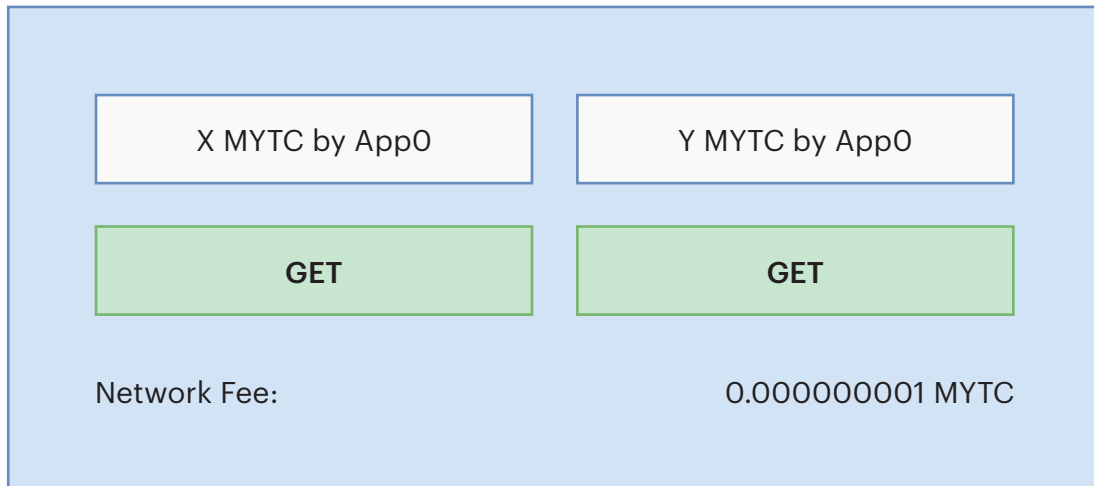 X MYTC by App0
Y MYTC by App0
GET
GET
Network Fee:
0.000000001 MYTC